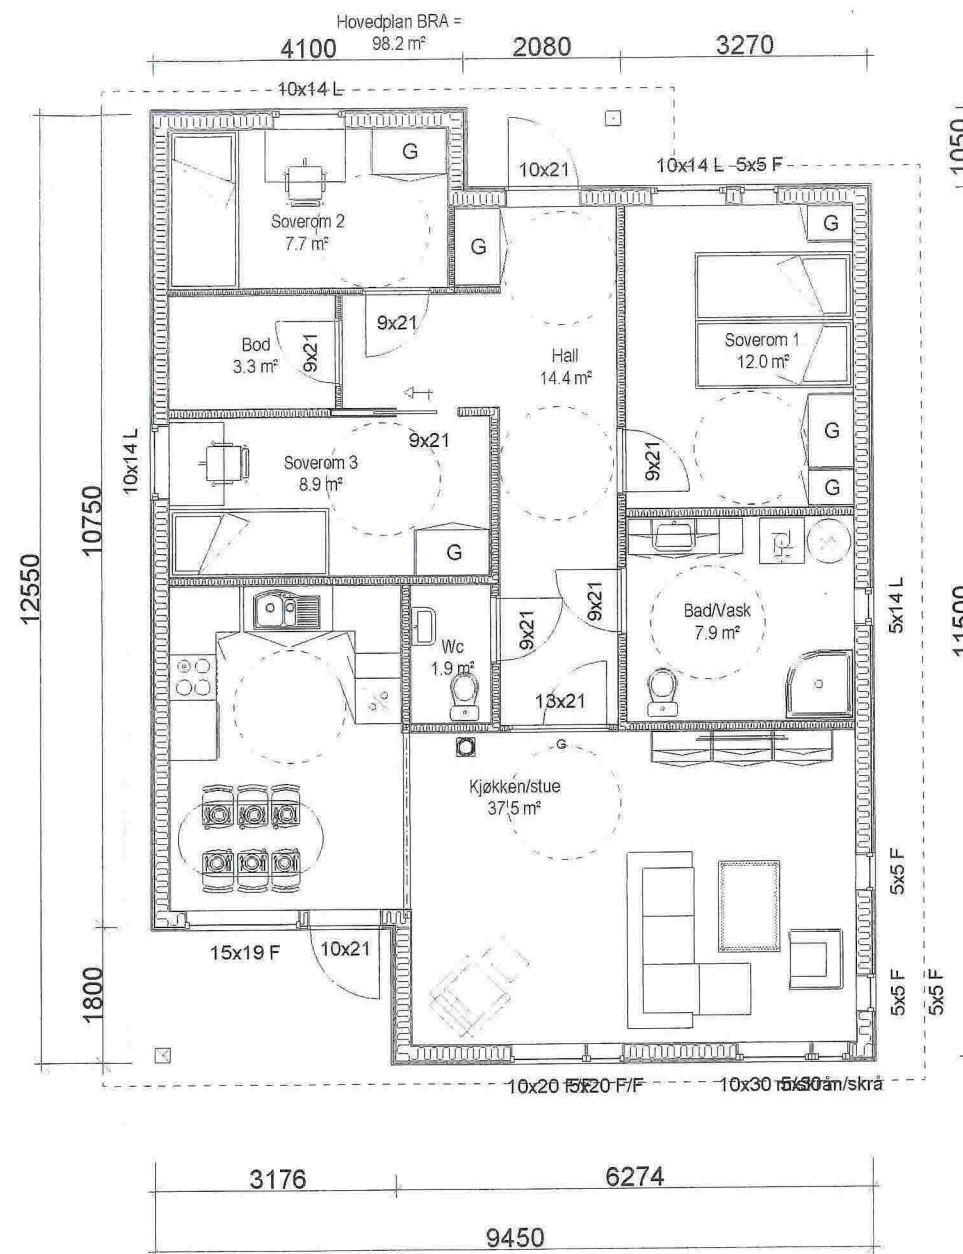 Hovedplan BRA =
98.2 m²
4100
2080
3270
10x14 L
1050
G
10x21
10x14 L
5x5 F
Soverom 2
7.7 m²
G
G
9x21
Bod
3.3 m²
9x21
Hall
14.4 m²
Soverom 1
12.0 m²
10x14 L
9x21
Soverom 3
8.9 m²
9x21
G
G
G
10750
12550
11500
9x21
9x21
Wc
1.9 m²
Bad/Vask
7.9 m²
5x14 L
13x21
G
Kjøkken/stue
37.5 m²
5x5 F
15x19 F
10x21
1800
5x5 F
5x5 F
10x20
5x20 F/F
10x30
3176
6274
9450